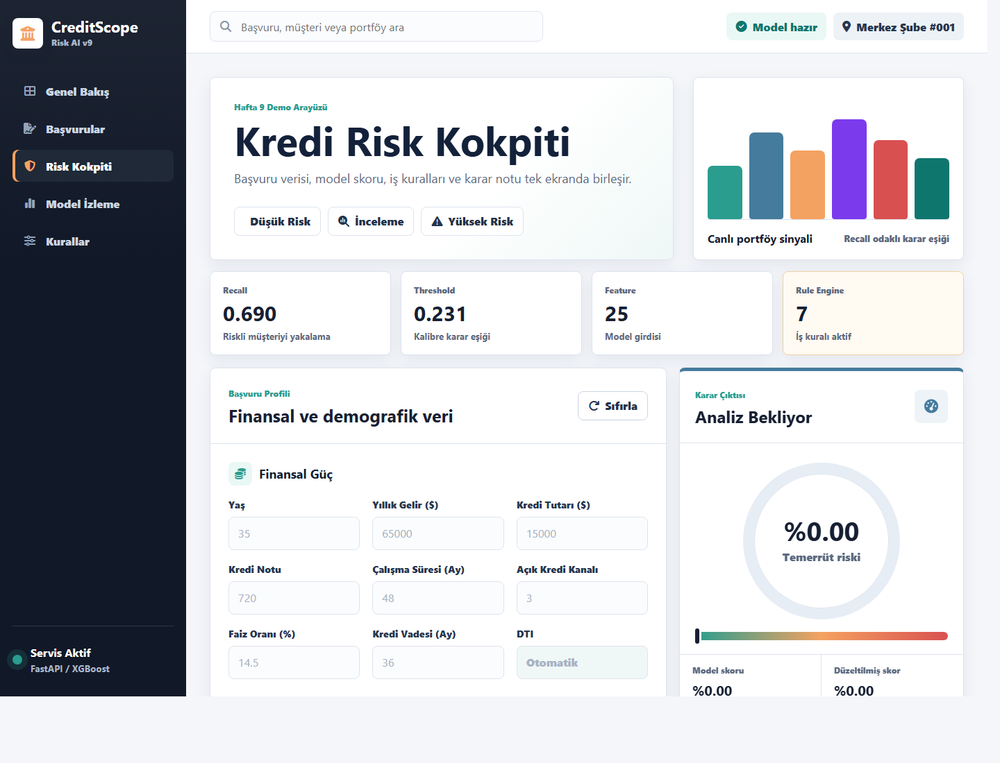 CreditScope
Risk AI v9
Genel Bakış
Başvurular
Risk Kokpiti
Model İzleme
Kurallar
Servis Aktif
FastAPI / XGBoost
Başvuru, müşteri veya portföy ara
Model hazır
Merkez Şube #001
Hafta 9 Demo Arayüzü
Kredi Risk Kokpiti
Başvuru verisi, model skoru, iş kuralları ve karar notu tek ekranda birleşir.
Düşük Risk
İnceleme
Yüksek Risk
Canlı portföy sinyali
Recall odaklı karar eşiği
Recall
0.690
Riskli müşteriyi yakalama
Threshold
0.231
Kalibre karar eşiği
Feature
25
Model girdisi
Rule Engine
7
İş kuralı aktif
Başvuru Profili
Finansal ve demografik veri
Sıfırla
Finansal Güç
Yaş
35
Yıllık Gelir ($)
65000
Kredi Tutarı ($)
15000
Kredi Notu
720
Çalışma Süresi (Ay)
48
Açık Kredi Kanalı
3
Faiz Oranı (%)
14.5
Kredi Vadesi (Ay)
36
DTI
Otomatik
Karar Çıktısı
Analiz Bekliyor
%0.00
Temerrüt riski
Model skoru
%0.00
Düzeltilmiş skor
%0.00